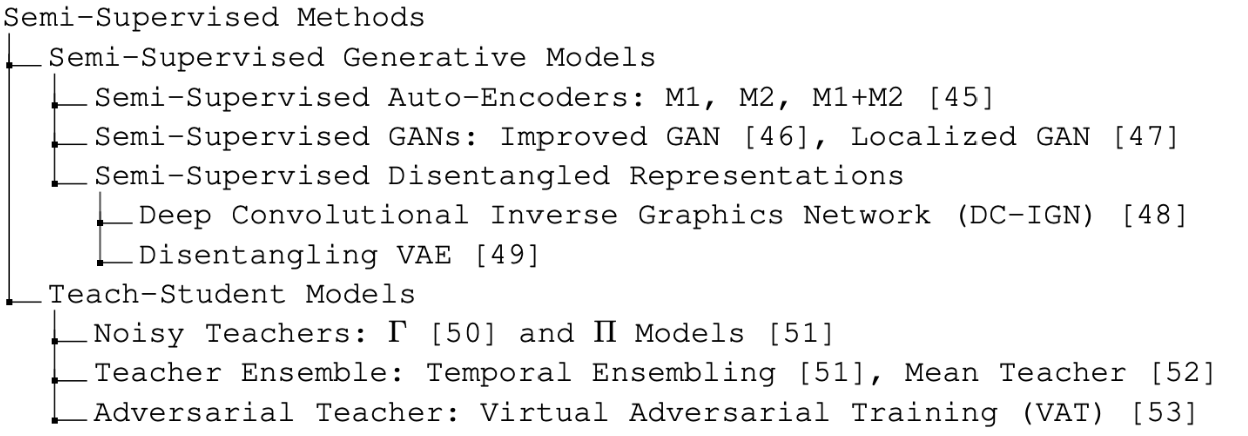 Semi-Supervised Methods
Semi-Supervised Generative Models
Semi-Supervised Auto-Encoders: M1, M2, M1+M2 [45]
Semi-Supervised GANs: Improved GAN [46], Localized GAN [47]
Semi-Supervised Disentangled Representations
Deep Convolutional Inverse Graphics Network (DC-IGN) [48]
Disentangling VAE [49]
Teach-Student Models
Noisy Teachers: Γ [50] and Π Models [51]
Teacher Ensemble: Temporal Ensembling [51], Mean Teacher [52]
Adversarial Teacher: Virtual Adversarial Training (VAT) [53]